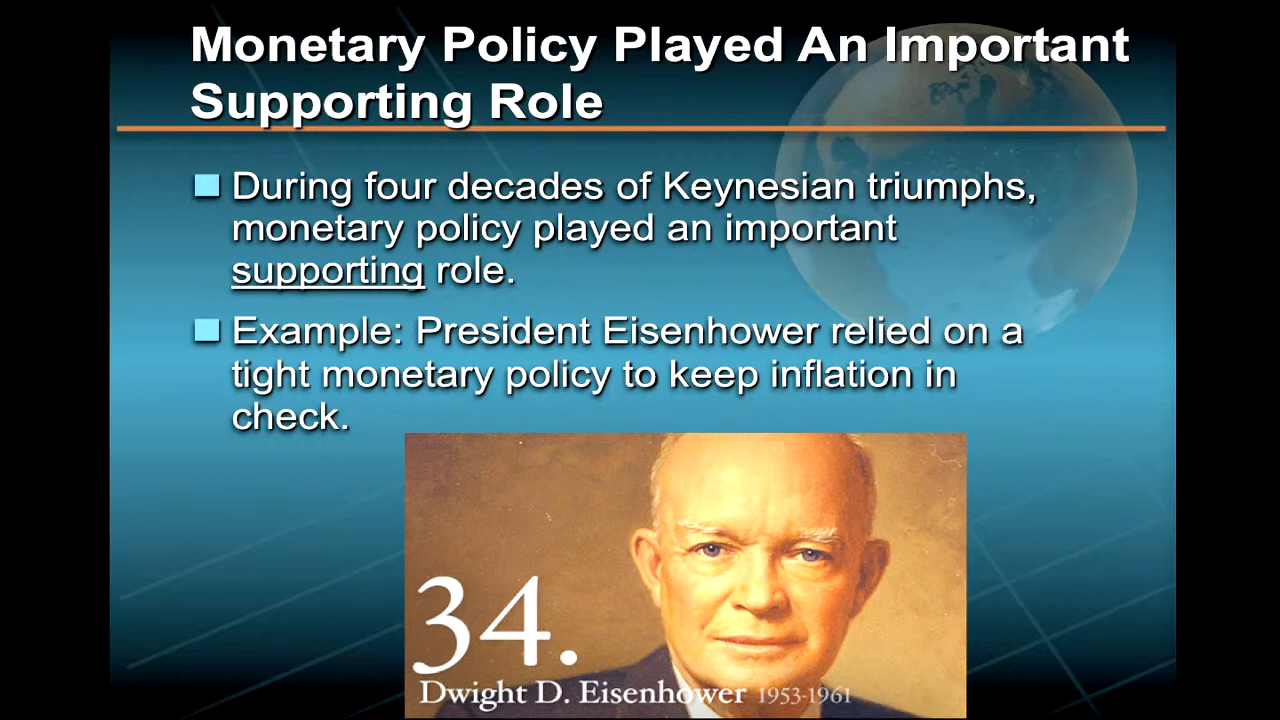 Monetary Policy Played An Important
Supporting Role
During four decades of Keynesian triumphs,
monetary policy played an important
supporting role.
Example: President Eisenhower relied on a
tight monetary policy to keep inflation in
check.
34.
Dwight D. Eisenhower 1953-1961